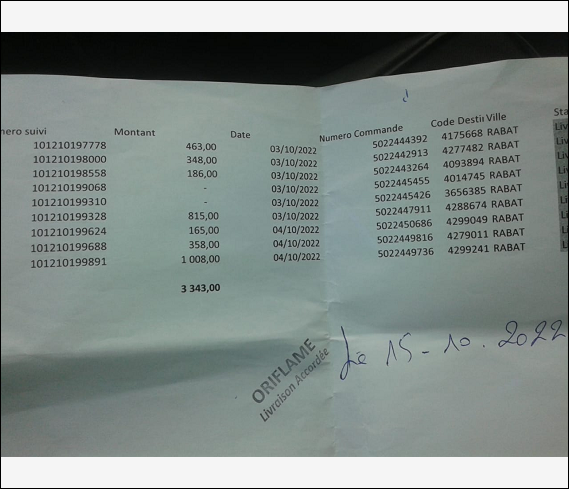 nero suivi Montant Date Numero Commande Code Destii Ville Sta
101210197778 463,00 03/10/2022 5022444392 4175668 RABAT Liv
101210198000 348,00 03/10/2022 5022442913 4277482 RABAT Liv
101210198558 186,00 03/10/2022 5022443264 4093894 RABAT Liv
101210199068 - 03/10/2022 5022445455 4014745 RABAT Liv
101210199310 - 03/10/2022 5022445426 3656385 RABAT Li
101210199328 815,00 03/10/2022 5022447911 4288674 RABAT Li
101210199624 165,00 04/10/2022 5022450686 4299049 RABAT Li
101210199688 358,00 04/10/2022 5022449816 4279011 RABAT Li
101210199891 1 008,00 04/10/2022 5022449736 4299241 RABAT Li
3 343,00
ORIFLAME
Livraison Accordée
Le 15-10.2022